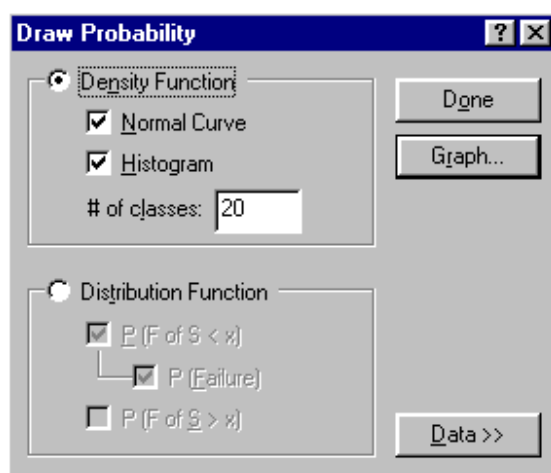 Draw Probability
Density Function
Normal Curve
Histogram
# of classes: 20
Done
Graph...
Distribution Function
P (F of S < x)
P (Failure)
P (F of S > x)
Data >>